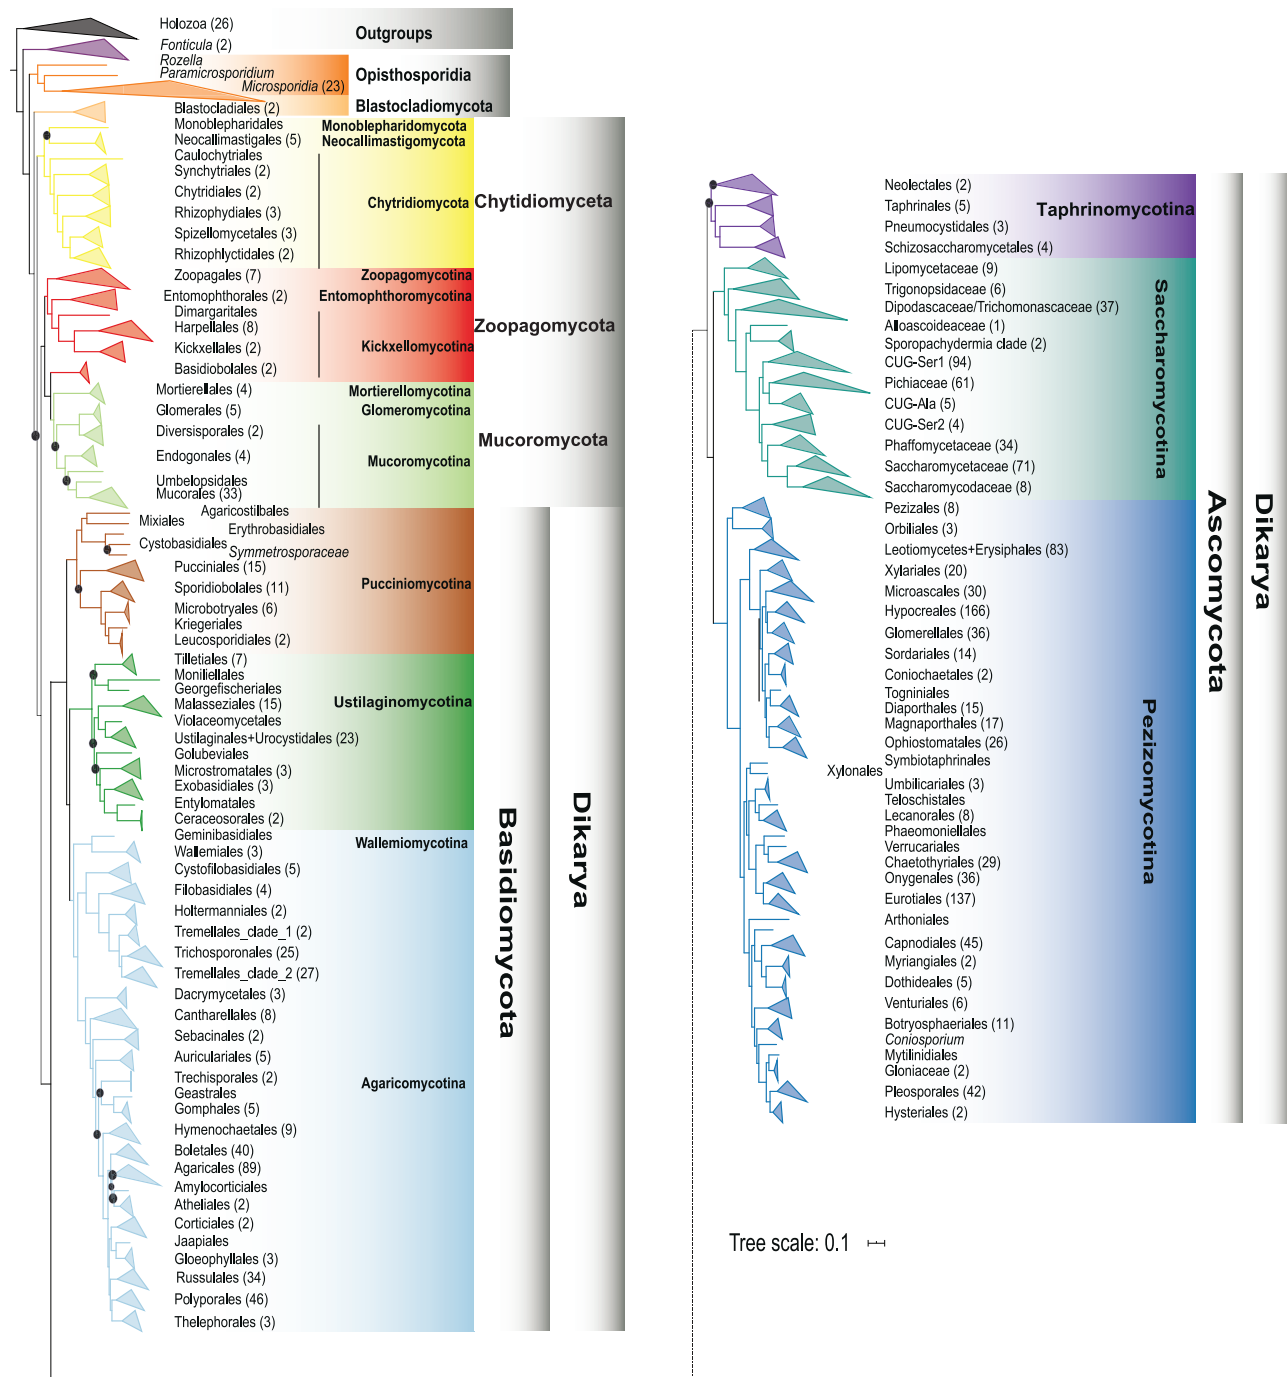 Holozoa (26)
Outgroups
Fonticula (2)
Rozella
Paramicrosporidium
Opisthosporidia
Microsporidia (23)
Blastocladiales (2)
Blastocladiomycota
Monoblepharidales
Monoblepharidomycota
Neocallimastigales (5)
Neocallimastigomycota
Caulochytriales
Synchytriales (2)
Chytridiales (2)
Chytridiomycota
Chytidiomyceta
Rhizophydiales (3)
Spizellomycetales (3)
Rhizophlyctidales (2)
Zoopagales (7)
Zoopagomycotina
Entomophthorales (2)
Entomophthoromycotina
Dimargaritales
Harpellales (8)
Zoopagomycota
Kickxellales (2)
Kickxellomycotina
Basidiobolales (2)
Mortierellales (4)
Mortierellomycotina
Glomerales (5)
Glomeromycotina
Diversisporales (2)
Mucoromycota
Endogonales (4)
Mucoromycotina
Umbelopsidales
Mucorales (33)
Agaricostilbales
Mixiales
Erythrobasidiales
Cystobasidiales
Symmetrosporaceae
Pucciniales (15)
Pucciniomycotina
Sporidiobolales (11)
Microbotryales (6)
Kriegeriales
Leucosporidiales (2)
Tilletiales (7)
Moniliellales
Georgefischeriales
Malasseziales (15)
Ustilaginomycotina
Violaceomycetales
Ustilaginales+Urocystidales (23)
Golubeviales
Microstromatales (3)
Exobasidiales (3)
Entylomatales
Ceraceosorales (2)
Geminibasidiales
Wallemiomycotina
Wallemiales (3)
Cystofilobasidiales (5)
Filobasidiales (4)
Holtermanniales (2)
Tremellales_clade_1 (2)
Trichosporonales (25)
Tremellales_clade_2 (27)
Dacrymycetales (3)
Cantharellales (8)
Sebacinales (2)
Auriculariales (5)
Trechisporales (2)
Agaricomycotina
Geastrales
Gomphales (5)
Hymenochaetales (9)
Boletales (40)
Agaricales (89)
Amylocorticiales
Atheliales (2)
Corticiales (2)
Jaapiales
Gloeophyllales (3)
Russulales (34)
Polyporales (46)
Thelephorales (3)
Basidiomycota
Dikarya
Neolectales (2)
Taphrinales (5)
Taphrinomycotina
Pneumocystidales (3)
Schizosaccharomycetales (4)
Lipomycetaceae (9)
Trigonopsidaceae (6)
Dipodascaceae/Trichomonascaceae (37)
Alloascoideaceae (1)
Sporopachydermia clade (2)
CUG-Ser1 (94)
Pichiaceae (61)
CUG-Ala (5)
CUG-Ser2 (4)
Phaffomycetaceae (34)
Saccharomycetaceae (71)
Saccharomycodaceae (8)
Saccharomycotina
Pezizales (8)
Orbiliales (3)
Leotiomycetes+Erysiphales (83)
Xylariales (20)
Microascales (30)
Hypocreales (166)
Glomerellales (36)
Sordariales (14)
Coniochaetales (2)
Togniniales
Diaporthales (15)
Magnaporthales (17)
Ophiostomatales (26)
Symbiotaphrinales
Xylonales
Umbilicariales (3)
Teloschistales
Lecanorales (8)
Phaeomoniellales
Verrucariales
Chaetothyriales (29)
Onygenales (36)
Eurotiales (137)
Arthoniales
Capnodiales (45)
Myriangiales (2)
Dothideales (5)
Venturiales (6)
Botryosphaeriales (11)
Coniosporium
Mytilinidiales
Gloniaceae (2)
Pleosporales (42)
Hysteriales (2)
Pezizomycotina
Ascomycota
Dikarya
Tree scale: 0.1